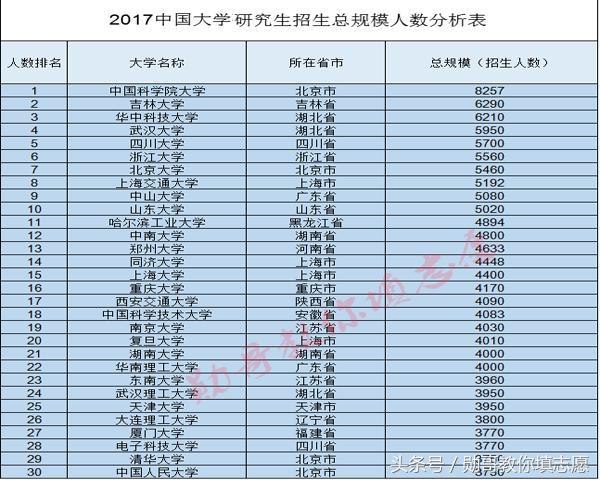 2017中国大学研究生招生总规模人数分析表
人数排名 大学名称 所在省市 总规模（招生人数）
1 中国科学院大学 北京市 8257
2 吉林大学 吉林省 6290
3 华中科技大学 湖北省 6210
4 武汉大学 湖北省 5950
5 四川大学 四川省 5700
6 浙江大学 浙江省 5560
7 北京大学 北京市 5460
8 上海交通大学 上海市 5192
9 中山大学 广东省 5080
10 山东大学 山东省 5020
11 哈尔滨工业大学 黑龙江省 4894
12 中南大学 湖南省 4800
13 郑州大学 河南省 4633
14 同济大学 上海市 4448
15 上海大学 上海市 4400
16 重庆大学 重庆市 4170
17 西安交通大学 陕西省 4090
18 中国科学技术大学 安徽省 4083
19 南京大学 江苏省 4030
20 复旦大学 上海市 4010
21 湖南大学 湖南省 4000
22 华南理工大学 广东省 4000
23 东南大学 江苏省 3960
24 武汉理工大学 湖北省 3950
25 天津大学 天津市 3950
26 大连理工大学 辽宁省 3800
27 厦门大学 福建省 3770
28 电子科技大学 四川省 3770
29 清华大学 北京市
30 中国人民大学 北京市
勋哥教你填志愿
头条号 / 勋哥教你填志愿